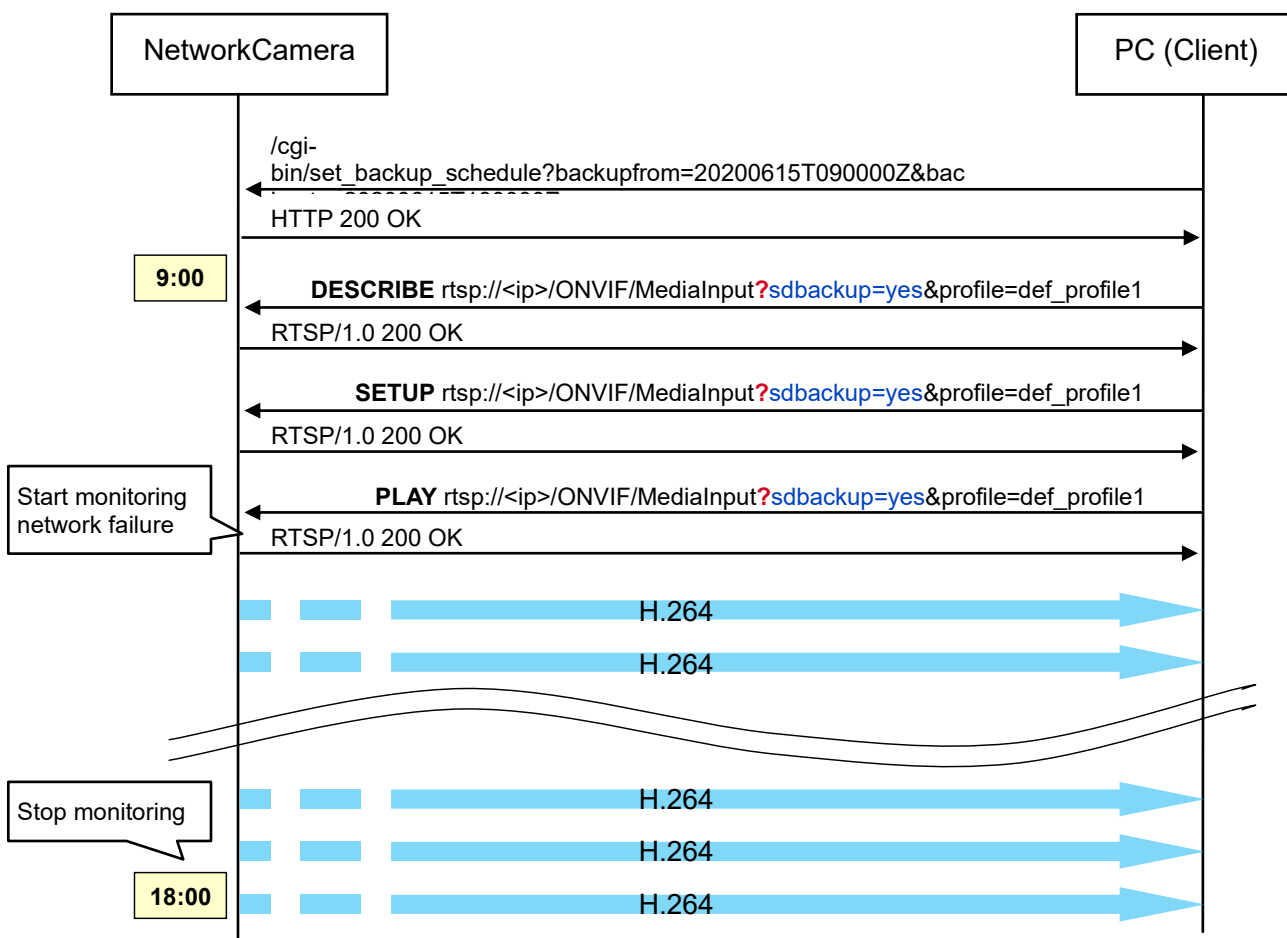 NetworkCamera
PC (Client)
/cgi-
bin/set_backup_schedule?backupfrom=20200615T090000Z&bac
HTTP 200 OK
9:00
DESCRIBE rtsp://<ip>/ONVIF/MediaInput?sdbackup=yes&profile=def_profile1
RTSP/1.0 200 OK
SETUP rtsp://<ip>/ONVIF/MediaInput?sdbackup=yes&profile=def_profile1
RTSP/1.0 200 OK
Start monitoring
network failure
PLAY rtsp://<ip>/ONVIF/MediaInput?sdbackup=yes&profile=def_profile1
RTSP/1.0 200 OK
H.264
H.264
Stop monitoring
H.264
H.264
18:00
H.264